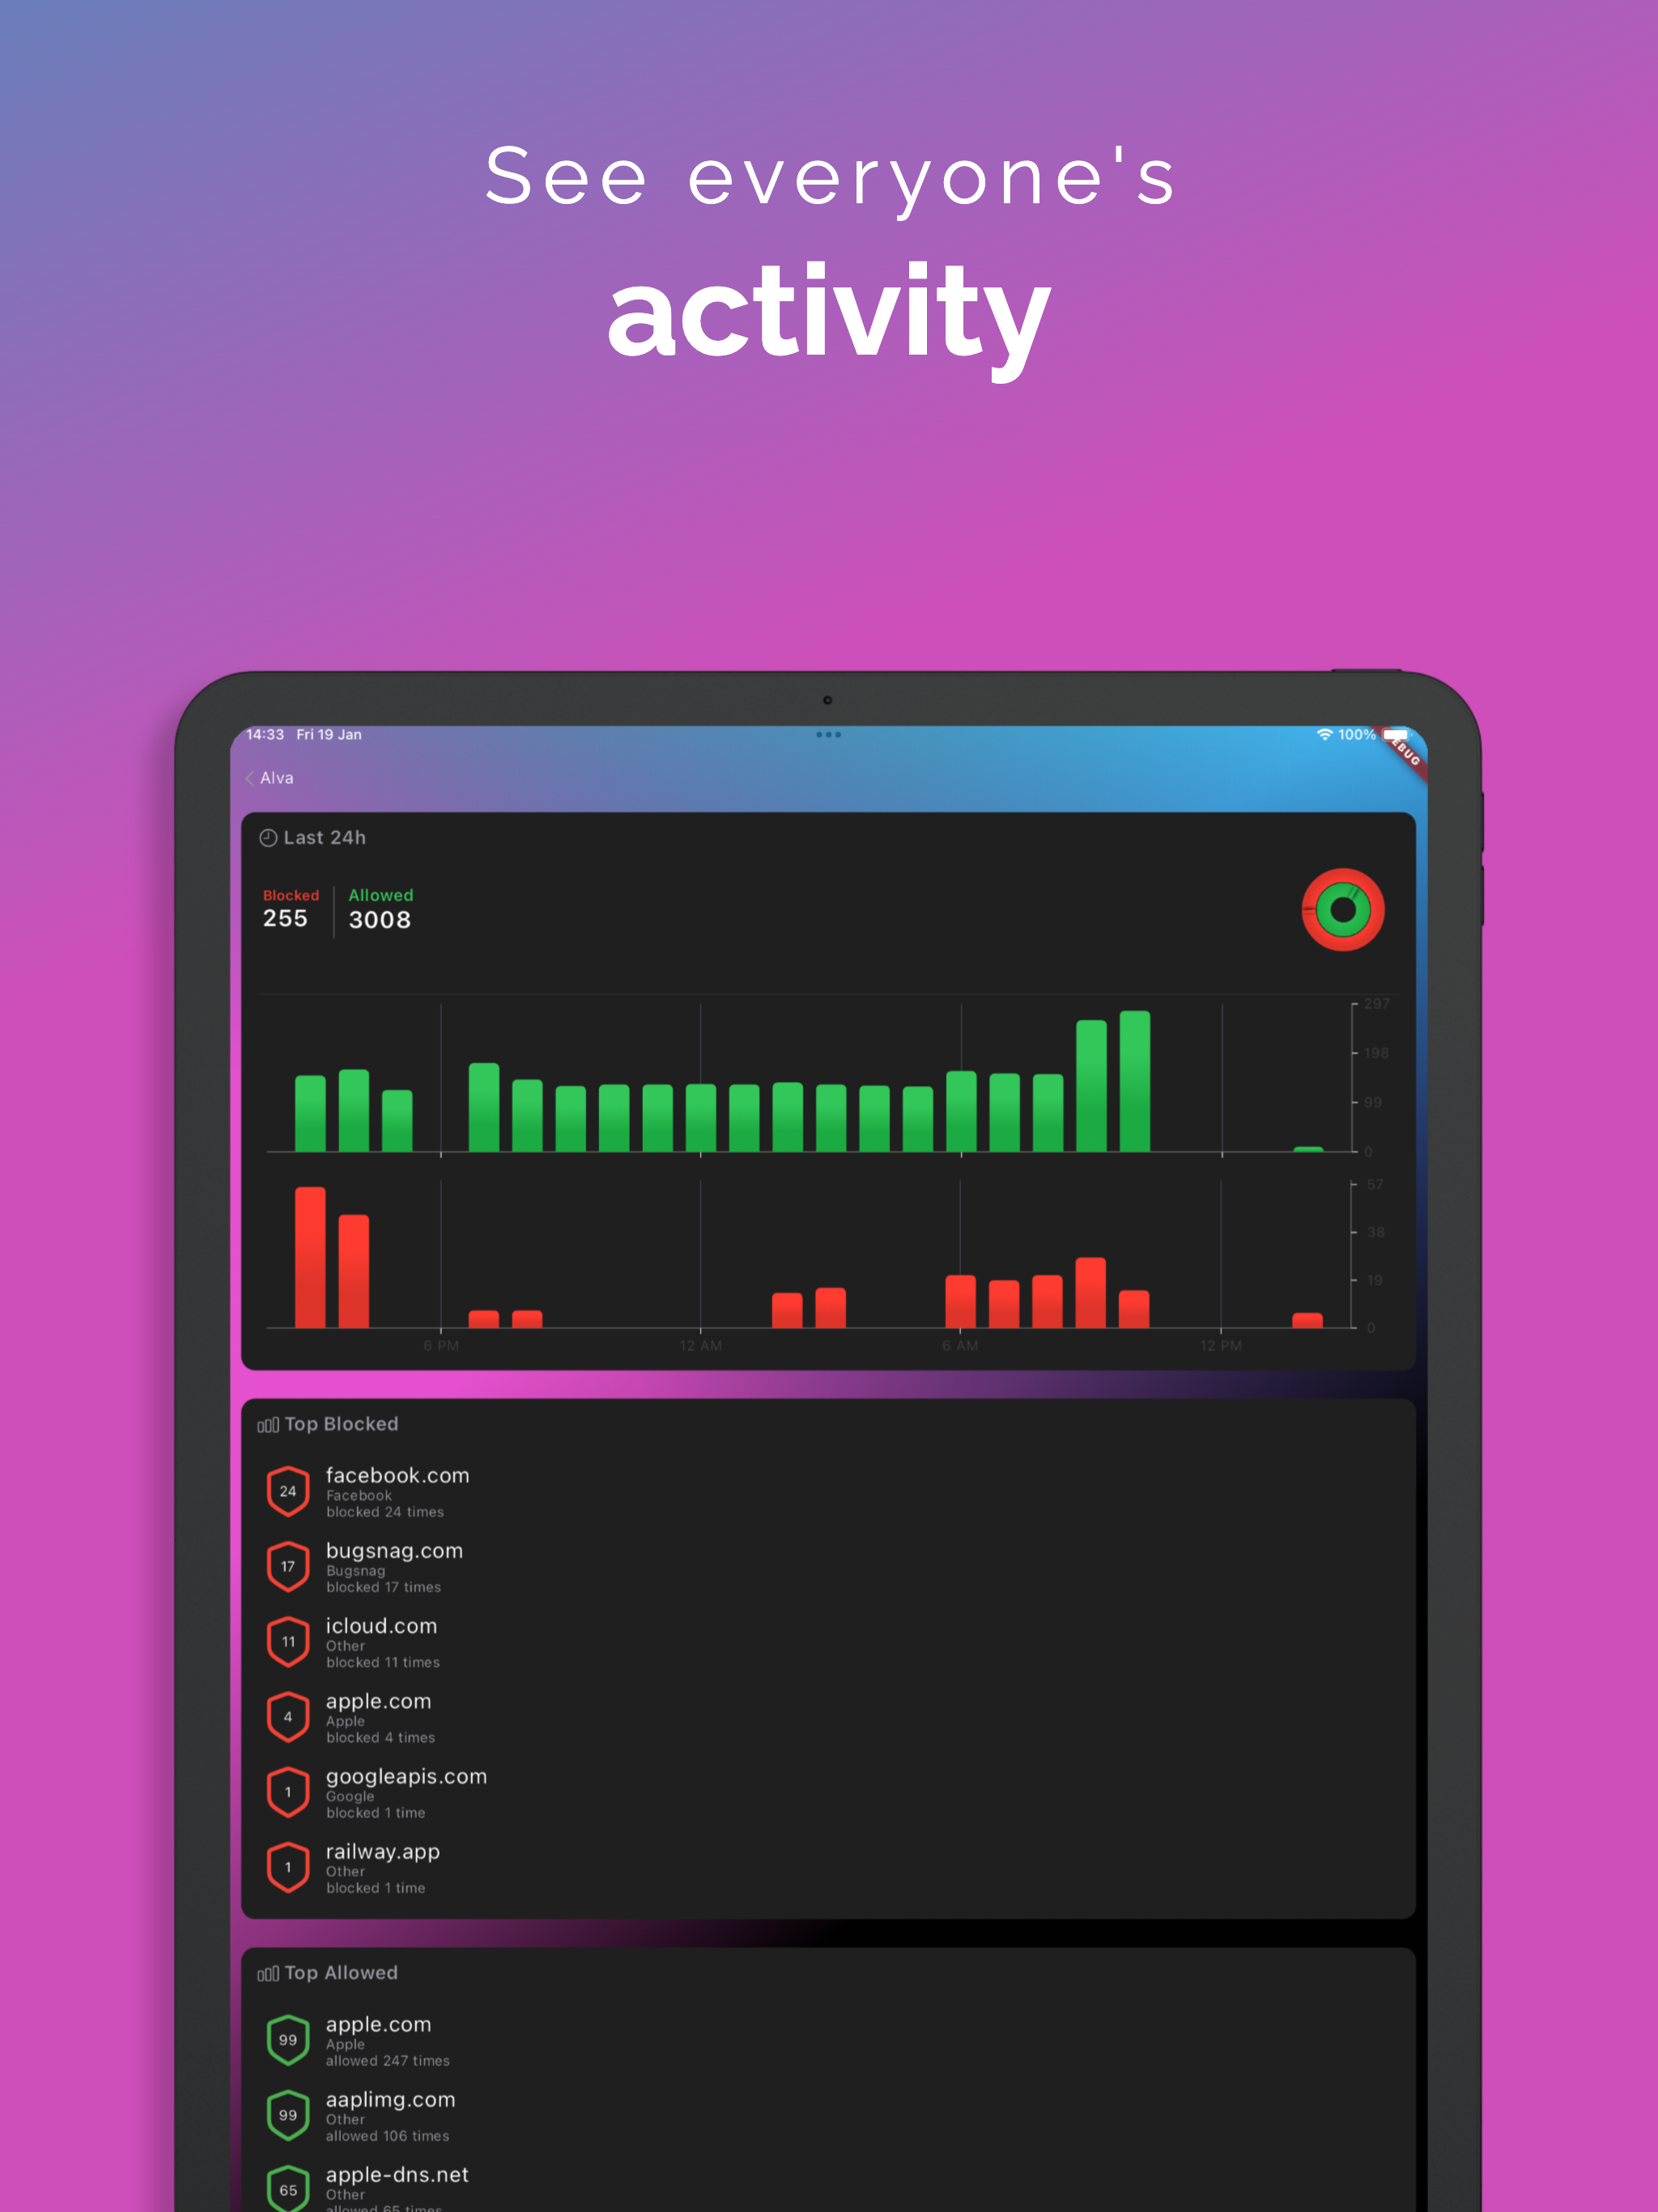 See everyone's
activity
14:33 Fri 19 Jan
100%
EBUG
Alva
Last 24h
Blocked
255
Allowed
3008
297
198
99
0
57
38
19
0
6 PM
12 AM
6 AM
12 PM
Top Blocked
24
facebook.com
Facebook
blocked 24 times
17
bugsnag.com
Bugsnag
blocked 17 times
11
icloud.com
Other
blocked 11 times
4
apple.com
Apple
blocked 4 times
1
googleapis.com
Google
blocked 1 time
1
railway.app
Other
blocked 1 time
Top Allowed
99
apple.com
Apple
allowed 247 times
99
aaplimg.com
Other
allowed 106 times
65
apple-dns.net
Other
allowed 65 times